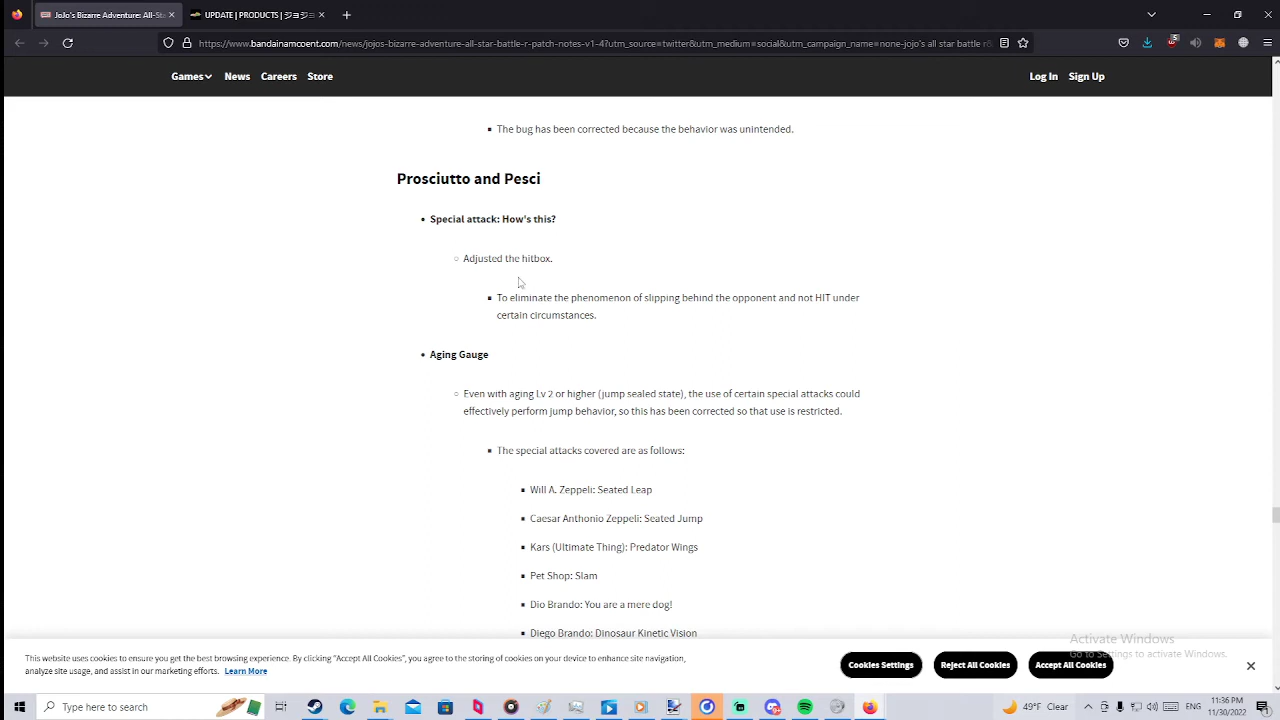 JoJo's Bizarre Adventure: All-Sta
UPDATE | PRODUCTS | ジョジ
https://www.bandainamcoent.com/news/jojos-bizarre-adventure-all-star-battle-r-patch-notes-v1-4?utm_source=twitter&utm_medium=social&utm_campaign_name=none-jojo's all star battle r
Games
News
Careers
Store
Log In
Sign Up
The bug has been corrected because the behavior was unintended.
Prosciutto and Pesci
Special attack: How's this?
Adjusted the hitbox.
To eliminate the phenomenon of slipping behind the opponent and not HIT under
certain circumstances.
Aging Gauge
Even with aging Lv 2 or higher (jump sealed state), the use of certain special attacks could
effectively perform jump behavior, so this has been corrected so that use is restricted.
The special attacks covered are as follows:
Will A. Zeppeli: Seated Leap
Caesar Anthonio Zeppeli: Seated Jump
Kars (Ultimate Thing): Predator Wings
Pet Shop: Slam
Dio Brando: You are a mere dog!
Diego Brando: Dinosaur Kinetic Vision
This website uses cookies to ensure you get the best browsing experience. By clicking "Accept All Cookies", you agree to the storing of cookies on your device to enhance site navigation,
analyze site usage, and assist in our marketing efforts. Learn More
Cookies Settings
Reject All Cookies
Accept All Cookies
Activate Windows
Go to Settings to activate Windows.
Type here to search
49°F Clear
ENG
11:36 PM
11/30/2022